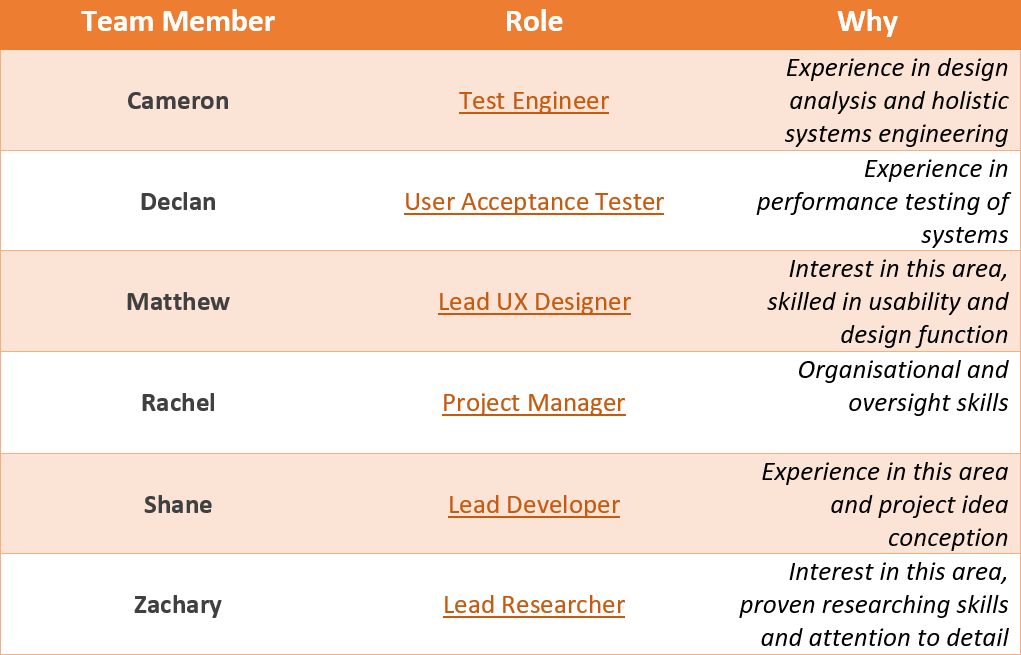 Team Member Role Why
Experience in design
Cameron Test Engineer analysis and holistic
systems engineering
Experience in
Declan User Acceptance Tester performance testing of
systems
Interest in this area,
Matthew Lead UX Designer skilled in usability and
design function
Organisational and
Rachel Project Manager oversight skills
Experience in this area
Shane Lead Developer and project idea
conception
Interest in this area,
Zachary Lead Researcher proven researching skills
and attention to detail